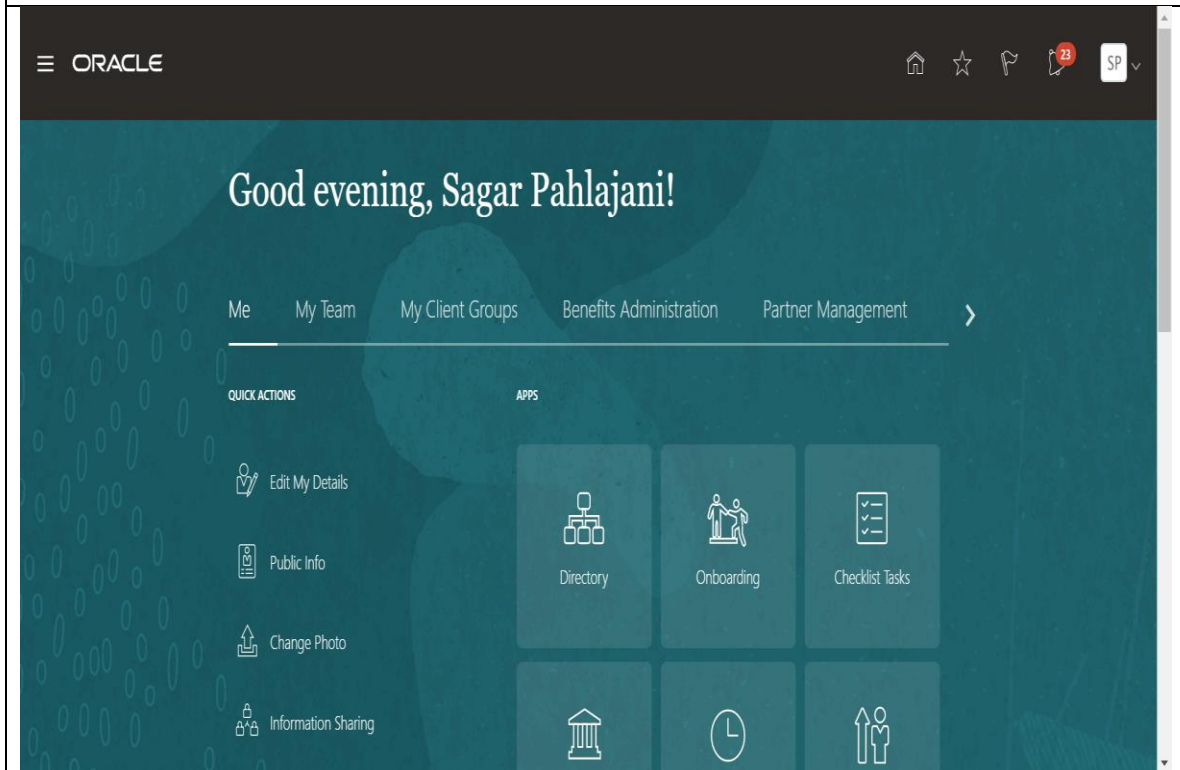 ORACLE
23
SP
Good evening, Sagar Pahlajani!
Me My Team My Client Groups Benefits Administration Partner Management
QUICK ACTIONS
APPS
Edit My Details
Public Info
Change Photo
Information Sharing
Directory
Onboarding
Checklist Tasks